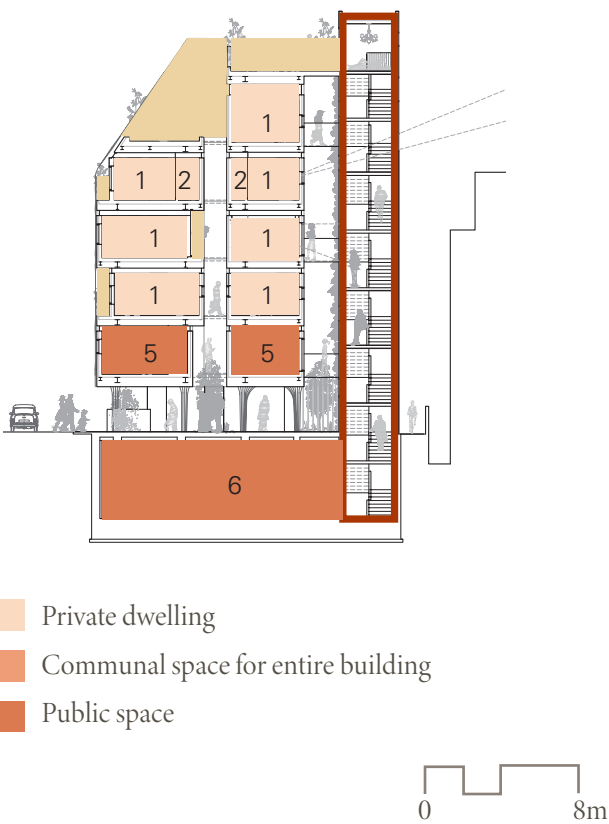 1
1 2 2 1
1 1
1 1
5 5
6
Private dwelling
Communal space for entire building
Public space
0 8m